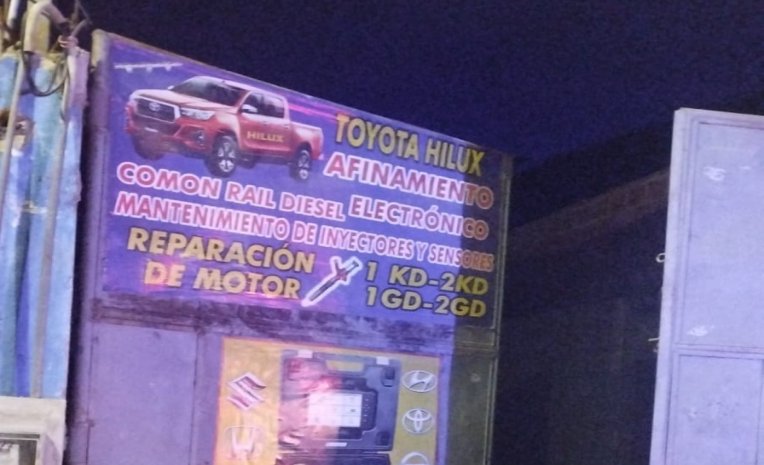 TOYOTA HILUX
HILUX
AFINAMIENTO
COMON RAIL DIESEL ELECTRÓNICO
MANTENIMIENTO DE INYECTORES Y SENSORES
REPARACIÓN
DE MOTOR
1 KD-2KD
1GD-2GD